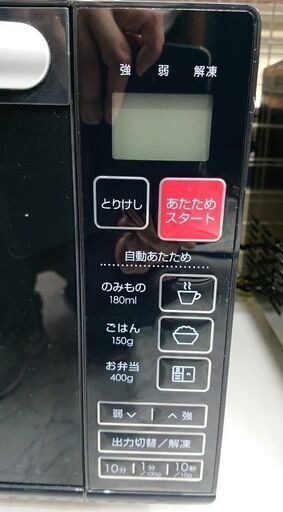 強 弱 解凍
とりけし
あたため
スタート
自動あたため
のみもの
180ml
ごはん
150g
お弁当
400g
弱 強
出力切替/解凍
10分 1分/100g 10秒/10g